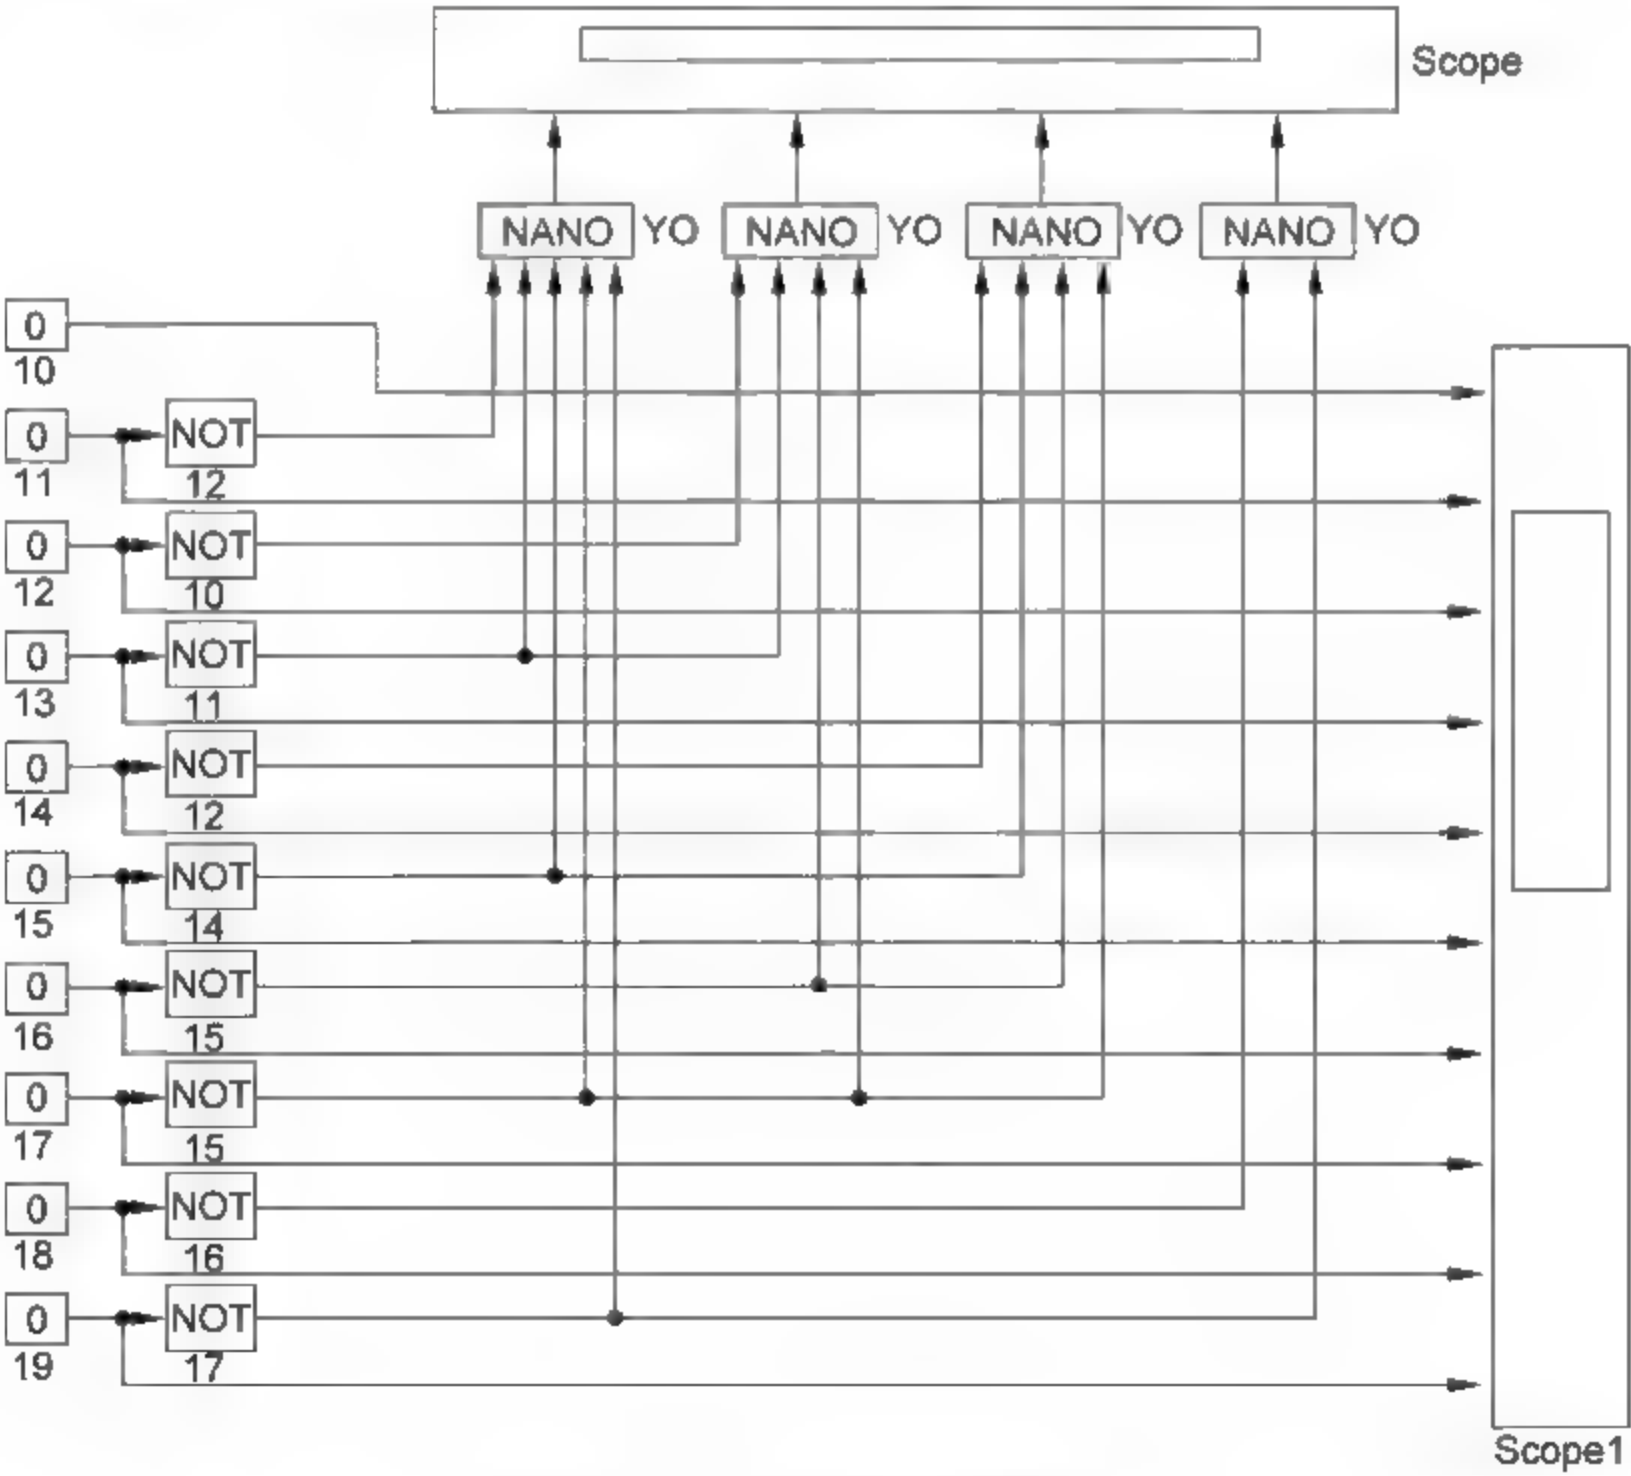 Scope
NANO YO NANO YO NANO YO NANO YO
0
10
0 NOT
11 12
0 NOT
12 10
0 NOT
13 11
0 NOT
14 12
0 NOT
15 14
0 NOT
16 15
0 NOT
17 15
0 NOT
18 16
0 NOT
19 17
Scope1